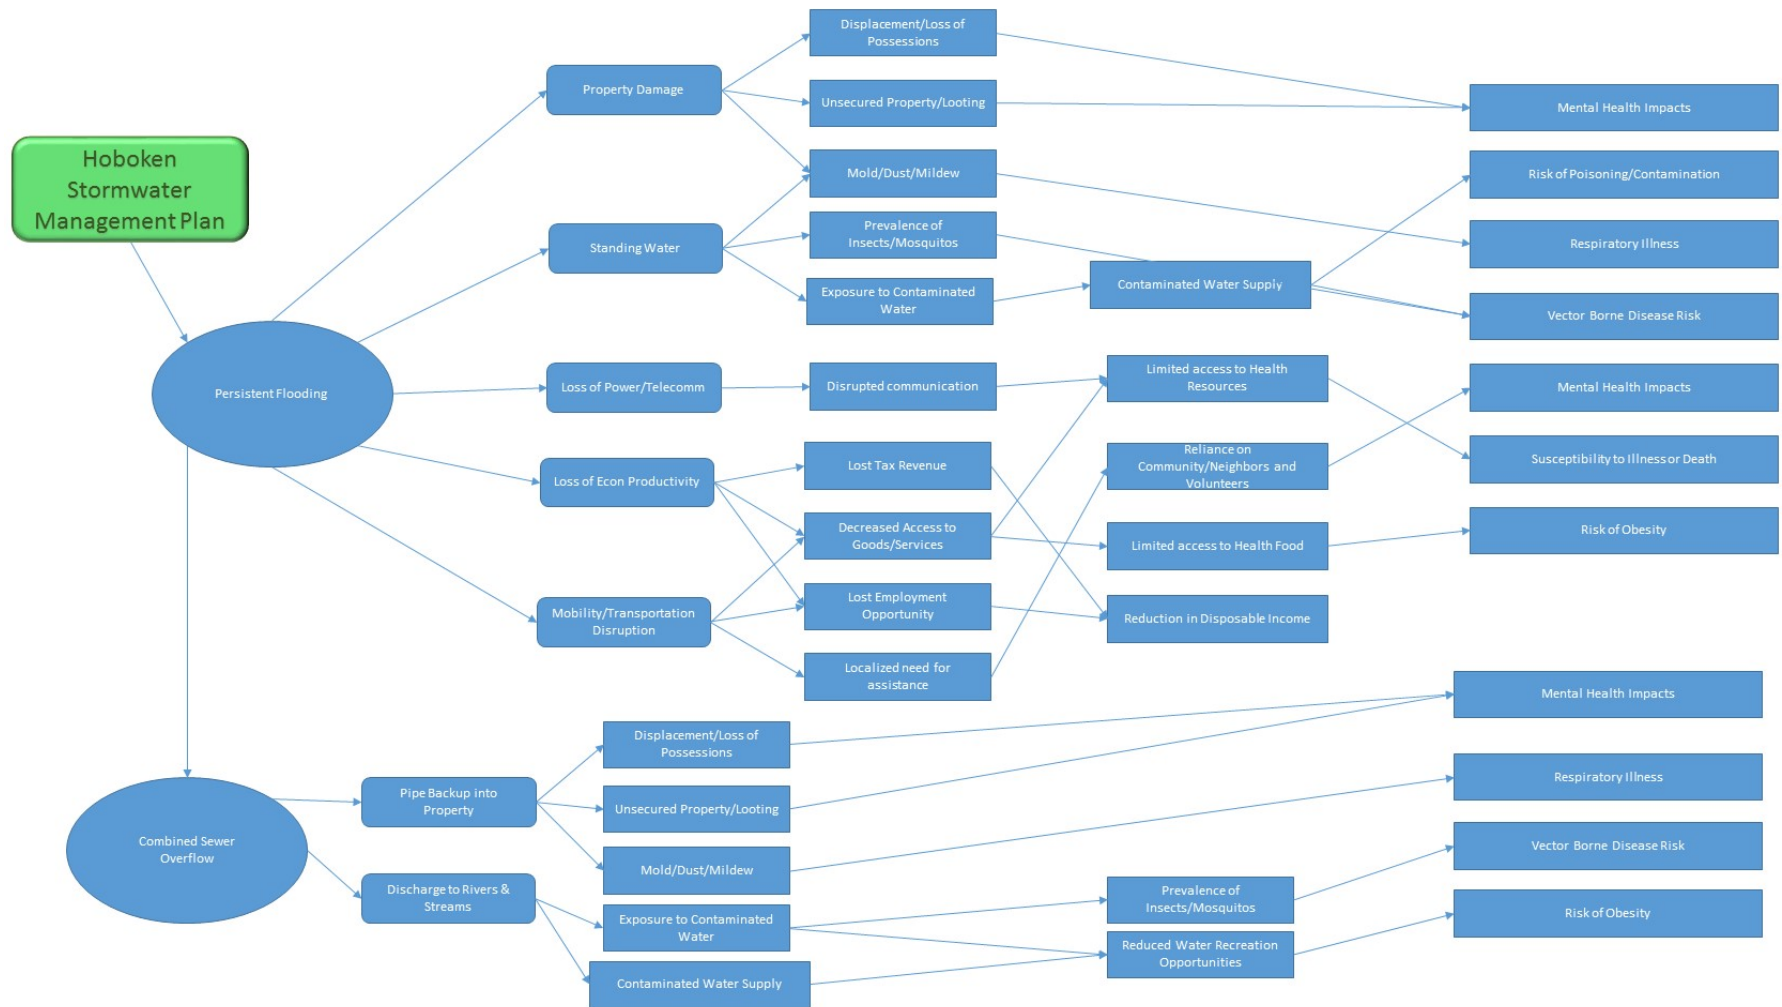 Hoboken
Stormwater
Management Plan
Persistent Flooding
Combined Sewer
Overflow
Property Damage
Standing Water
Loss of Power/Telecomm
Loss of Econ Productivity
Mobility/Transportation
Disruption
Displacement/Loss of
Possessions
Unsecured Property/Looting
Mold/Dust/Mildew
Prevalence of
Insects/Mosquitos
Exposure to Contaminated
Water
Disrupted communication
Lost Tax Revenue
Decreased Access to
Goods/Services
Lost Employment
Opportunity
Localized need for
assistance
Contaminated Water Supply
Limited access to Health
Resources
Reliance on
Community/Neighbors and
Volunteers
Limited access to Health Food
Reduction in Disposable Income
Mental Health Impacts
Risk of Poisoning/Contamination
Respiratory Illness
Vector Borne Disease Risk
Mental Health Impacts
Susceptibility to Illness or Death
Risk of Obesity
Pipe Backup into
Property
Discharge to Rivers &
Streams
Displacement/Loss of
Possessions
Unsecured Property/Looting
Mold/Dust/Mildew
Exposure to Contaminated
Water
Contaminated Water Supply
Prevalence of
Insects/Mosquitos
Reduced Water Recreation
Opportunities
Mental Health Impacts
Respiratory Illness
Vector Borne Disease Risk
Risk of Obesity